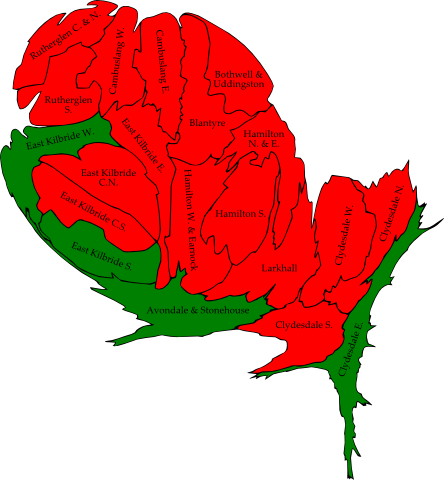 Rutherglen C. & N.
Cambuslang W.
Cambuslang E.
Bothwell &
Uddingston
Rutherglen
S.
Blantyre
East Kilbride W.
East Kilbride E.
Hamilton
N. & E.
East Kilbride
C.N.
Hamilton W. & Earnock
East Kilbride C.S.
Hamilton S.
Clydesdale W.
Clydesdale N.
East Kilbride S.
Larkhall
Avondale & Stonehouse
Clydesdale S.
Clydesdale E.